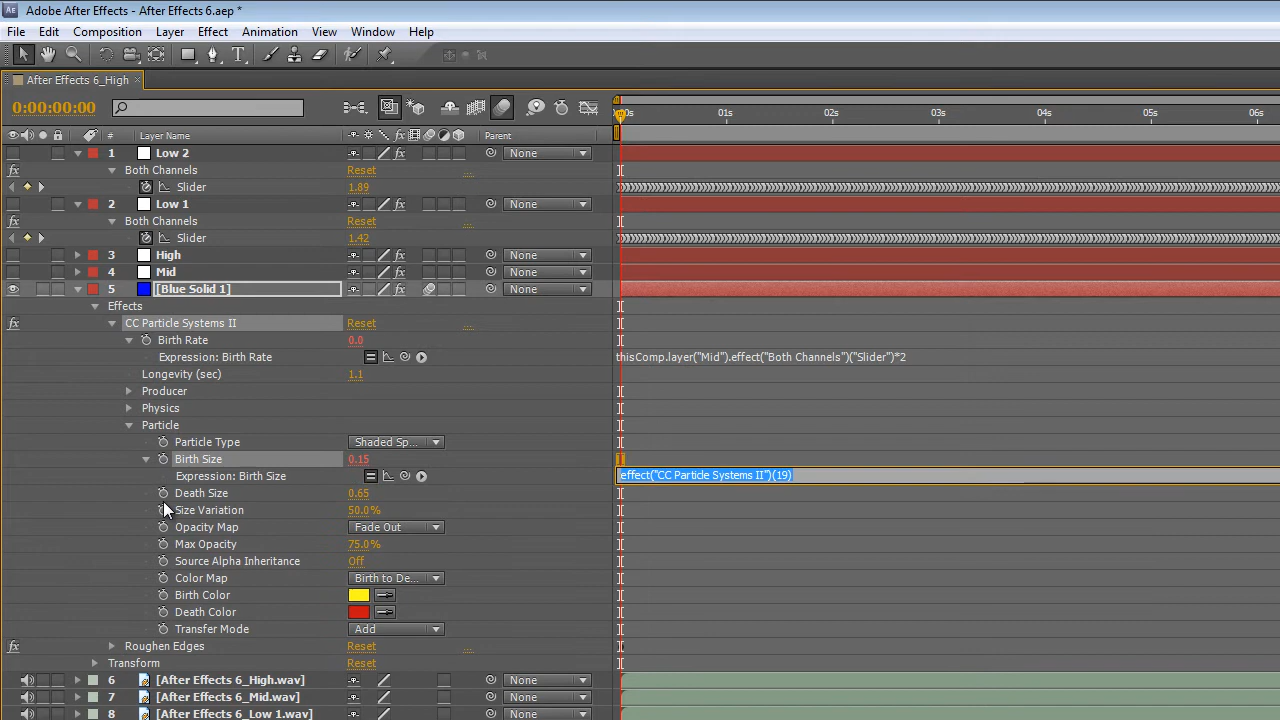 Adobe After Effects - After Effects 6.aep *
File Edit Composition Layer Effect Animation View Window Help
After Effects 6_High
0:00:00:00
# Layer Name Parent
01s 02s 03s 04s 05s 06s
1 Low 2 None
Both Channels Reset
Slider 1.89
2 Low 1 None
Both Channels Reset
Slider 1.42
3 High None
4 Mid None
5 [Blue Solid 1] None
Effects
CC Particle Systems II Reset
Birth Rate 0.0
Expression: Birth Rate thisComp.layer("Mid").effect("Both Channels")("Slider")*2
Longevity (sec) 1.1
Producer
Physics
Particle
Particle Type Shaded Sp...
Birth Size 0.15
Expression: Birth Size effect("CC Particle Systems II")(19)
Death Size 0.65
Size Variation 50.0%
Opacity Map Fade Out
Max Opacity 75.0%
Source Alpha Inheritance Off
Color Map Birth to De...
Birth Color
Death Color
Transfer Mode Add
Roughen Edges Reset
Transform Reset
6 [After Effects 6_High.wav] None
7 [After Effects 6_Mid.wav] None
8 [After Effects 6_Low 1.wav] None